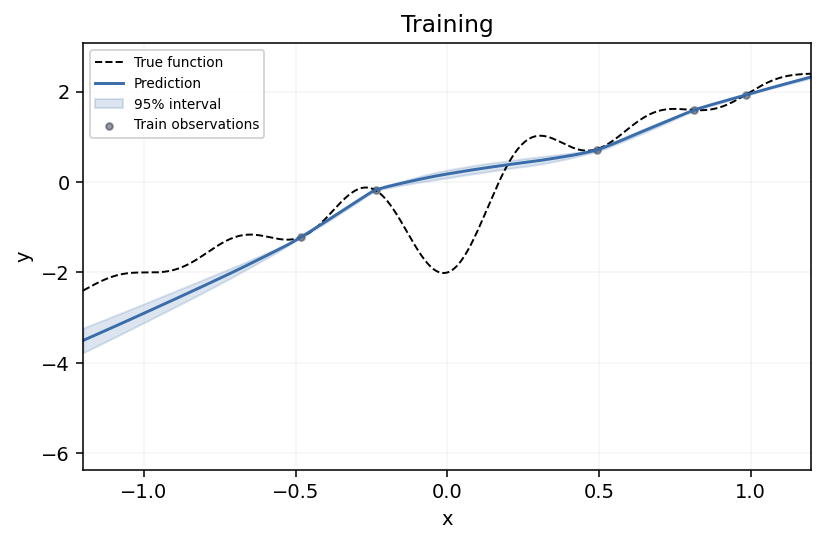 Training
True function
Prediction
95% interval
Train observations
y
2
0
−2
−4
−6
−1.0
−0.5
0.0
0.5
1.0
x